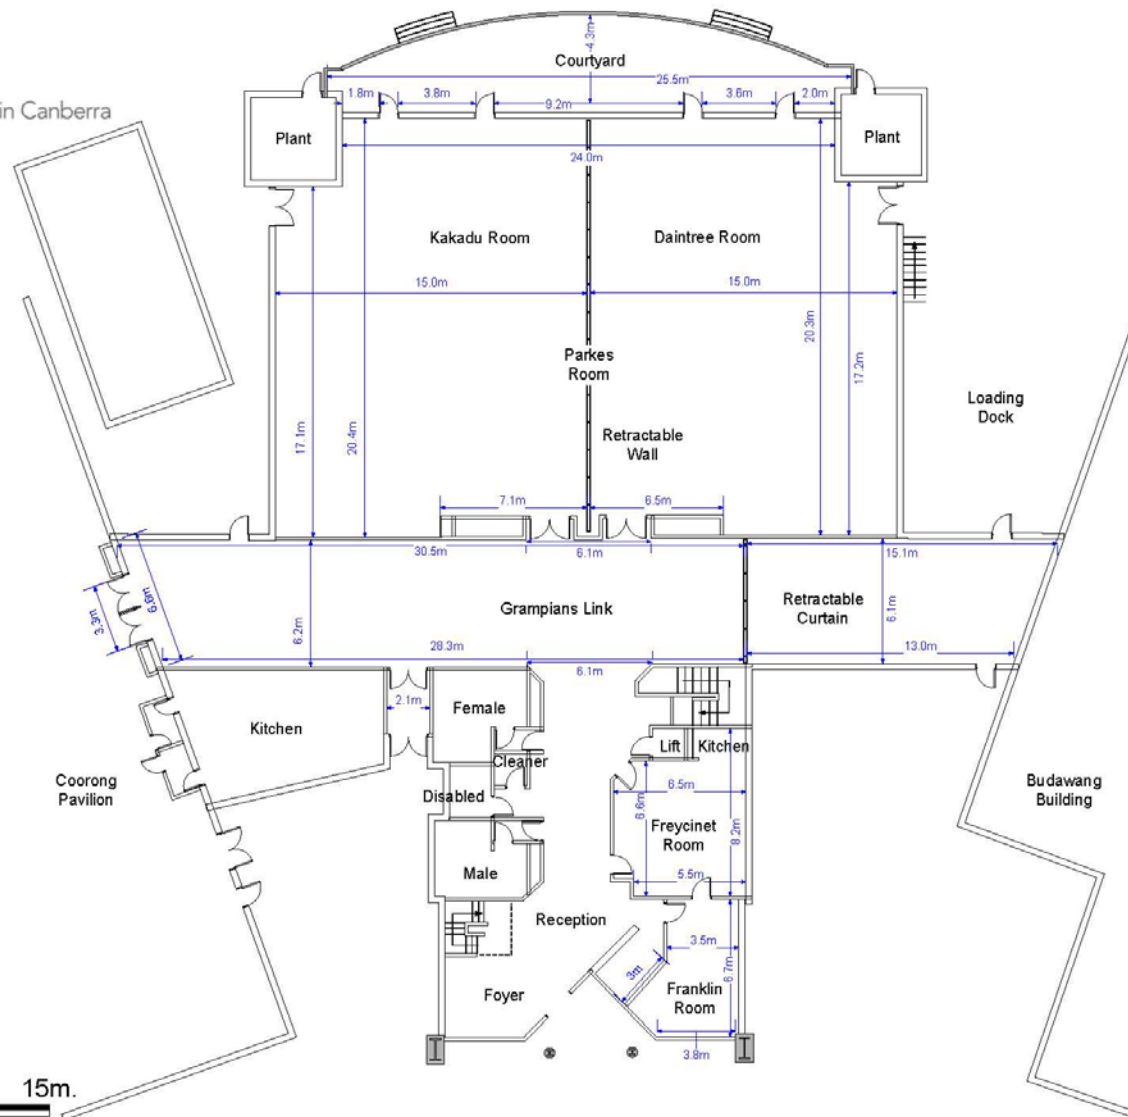 4.3m
Courtyard
25.5m
1.8m
3.8m
9.2m
3.6m
2.0m
in Canberra
Plant
Plant
24.0m
Kakadu Room
Daintree Room
15.0m
15.0m
20.3m
17.2m
Parkes
Room
Loading
Dock
17.1m
20.4m
Retractable
Wall
7.1m
6.5m
30.5m
6.1m
15.1m
6.6m
3.3m
6.2m
Grampians Link
Retractable
Curtain
6.1m
28.3m
6.1m
13.0m
2.1m
Female
Kitchen
Lift
Kitchen
Cleaner
Coorong
Pavilion
Disabled
6.5m
6.6m
8.2m
Budawang
Building
Freycinet
Room
Male
5.5m
Reception
3.5m
3m
6.7m
Foyer
Franklin
Room
3.8m
15m.